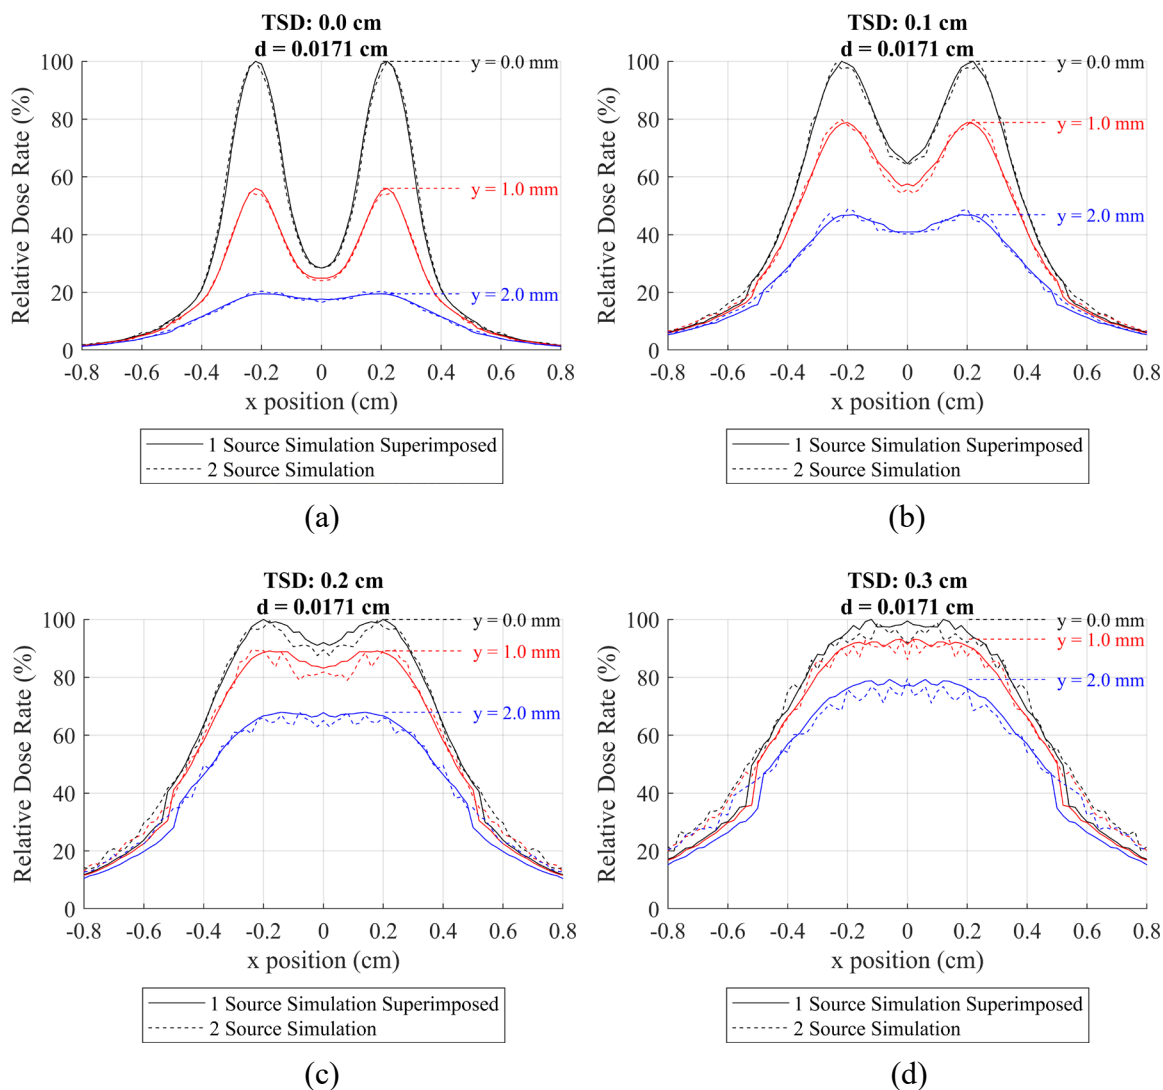 TSD: 0.0 cm
d = 0.0171 cm
100
80
60
40
20
0
Relative Dose Rate (%)
y = 0.0 mm
y = 1.0 mm
y = 2.0 mm
-0.8 -0.6 -0.4 -0.2 0 0.2 0.4 0.6 0.8
x position (cm)
1 Source Simulation Superimposed
2 Source Simulation
(a)
TSD: 0.1 cm
d = 0.0171 cm
100
80
60
40
20
0
Relative Dose Rate (%)
y = 0.0 mm
y = 1.0 mm
y = 2.0 mm
-0.8 -0.6 -0.4 -0.2 0 0.2 0.4 0.6 0.8
x position (cm)
1 Source Simulation Superimposed
2 Source Simulation
(b)
TSD: 0.2 cm
d = 0.0171 cm
100
80
60
40
20
0
Relative Dose Rate (%)
y = 0.0 mm
y = 1.0 mm
y = 2.0 mm
-0.8 -0.6 -0.4 -0.2 0 0.2 0.4 0.6 0.8
x position (cm)
1 Source Simulation Superimposed
2 Source Simulation
(c)
TSD: 0.3 cm
d = 0.0171 cm
100
80
60
40
20
0
Relative Dose Rate (%)
y = 0.0 mm
y = 1.0 mm
y = 2.0 mm
-0.8 -0.6 -0.4 -0.2 0 0.2 0.4 0.6 0.8
x position (cm)
1 Source Simulation Superimposed
2 Source Simulation
(d)